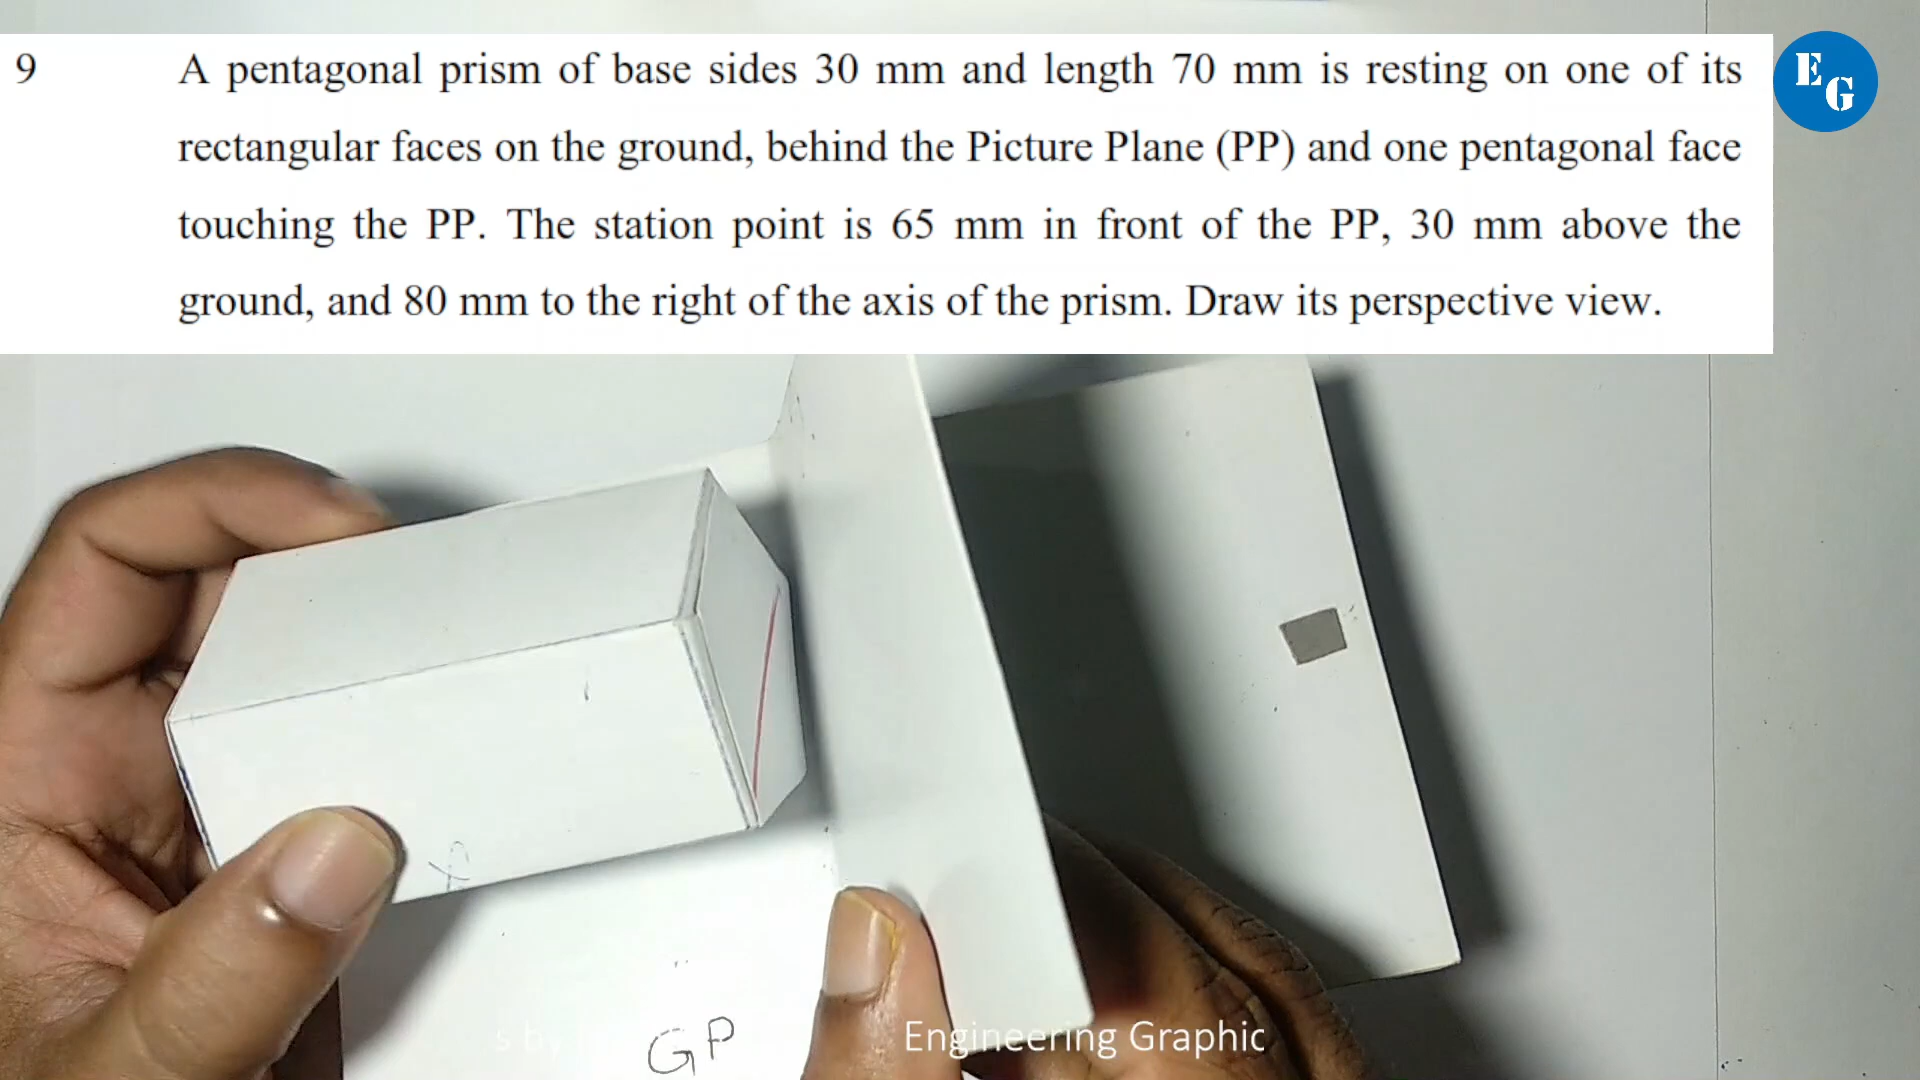 9 A pentagonal prism of base sides 30 mm and length 70 mm is resting on one of its
rectangular faces on the ground, behind the Picture Plane (PP) and one pentagonal face
touching the PP. The station point is 65 mm in front of the PP, 30 mm above the
ground, and 80 mm to the right of the axis of the prism. Draw its perspective view.
EG
GP
s by
Engineering Graphic